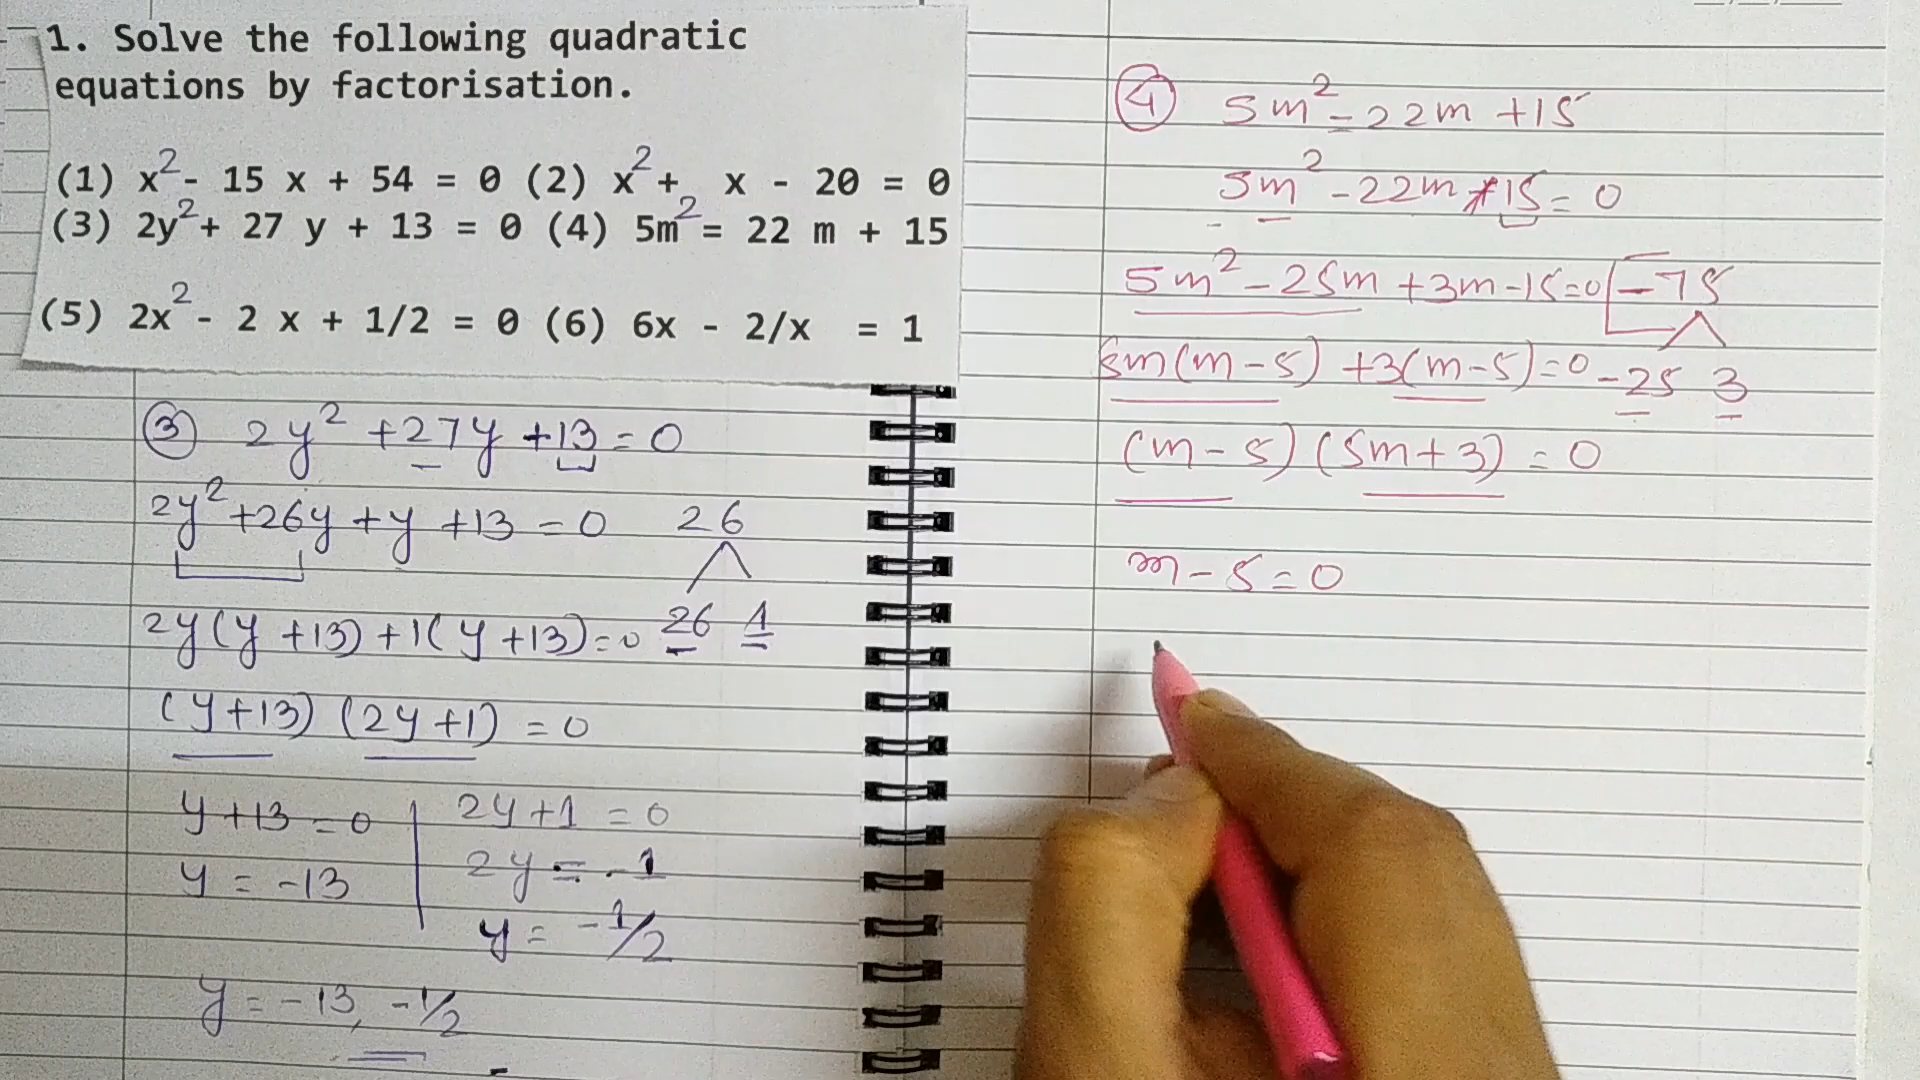 1. Solve the following quadratic
equations by factorisation.
(1) x² - 15 x + 54 = 0 (2) x² + x - 20 = 0
(3) 2y² + 27 y + 13 = 0 (4) 5m² = 22 m + 15
(5) 2x² - 2 x + 1/2 = 0 (6) 6x - 2/x = 1
(3) 2y² +27y +13 = 0
2y² +26y +y +13 = 0
26
26 1
2y(y +13) +1(y +13) = 0
(y+13) (2y+1) = 0
y +13 = 0
y = -13
2y+1 = 0
2y = -1
y = -1/2
y = -13, -1/2
(4) 5m² -22m +15
5m² -22m -15 = 0
5m² -25m +3m -15 = 0
-75
-25 3
5m(m-5) +3(m-5) = 0
(m-5) (5m+3) = 0
m-5 = 0